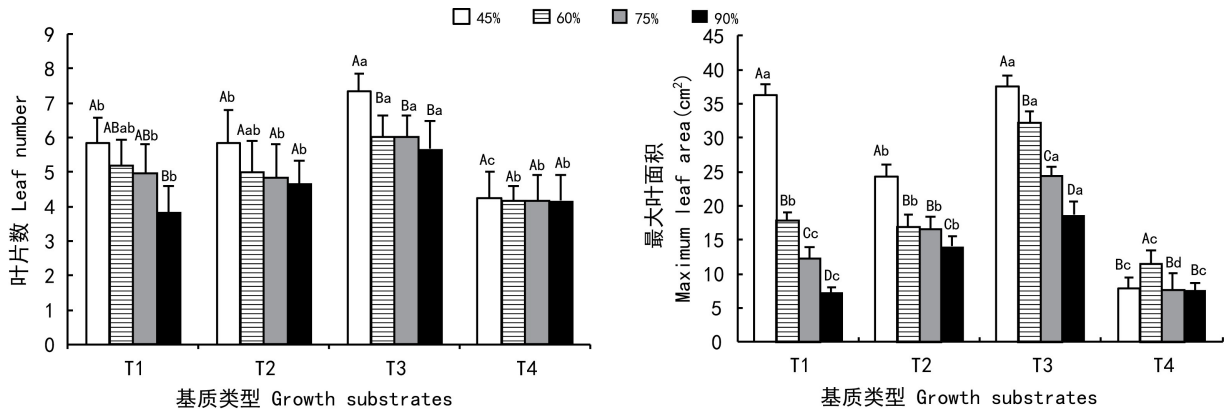 45% 60% 75% 90%
叶片数 Leaf number
9
8
7
6
5
4
3
2
1
0
Ab ABab ABb Bb
Ab Aab Ab Ab
Aa Ba Ba Ba
Ac Ab Ab Ab
T1 T2 T3 T4
基质类型 Growth substrates
最大叶面积
Maximum leaf area(cm²)
45
40
35
30
25
20
15
10
5
0
Aa Bb Cc Dc
Ab Bb Bb Cb
Aa Ba Ca Da
Bc Ac Bd Bc
T1 T2 T3 T4
基质类型 Growth substrates